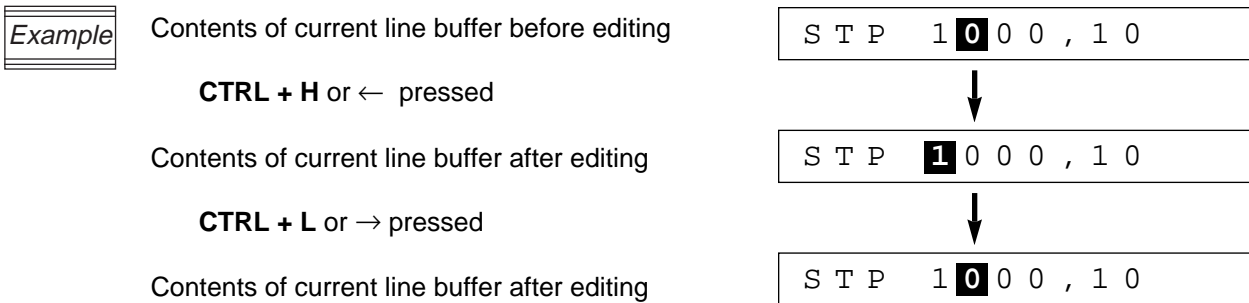 Example
Contents of current line buffer before editing
STP 1000,10
CTRL + H or ← pressed
Contents of current line buffer after editing
STP 1000,10
CTRL + L or → pressed
Contents of current line buffer after editing
STP 1000,10